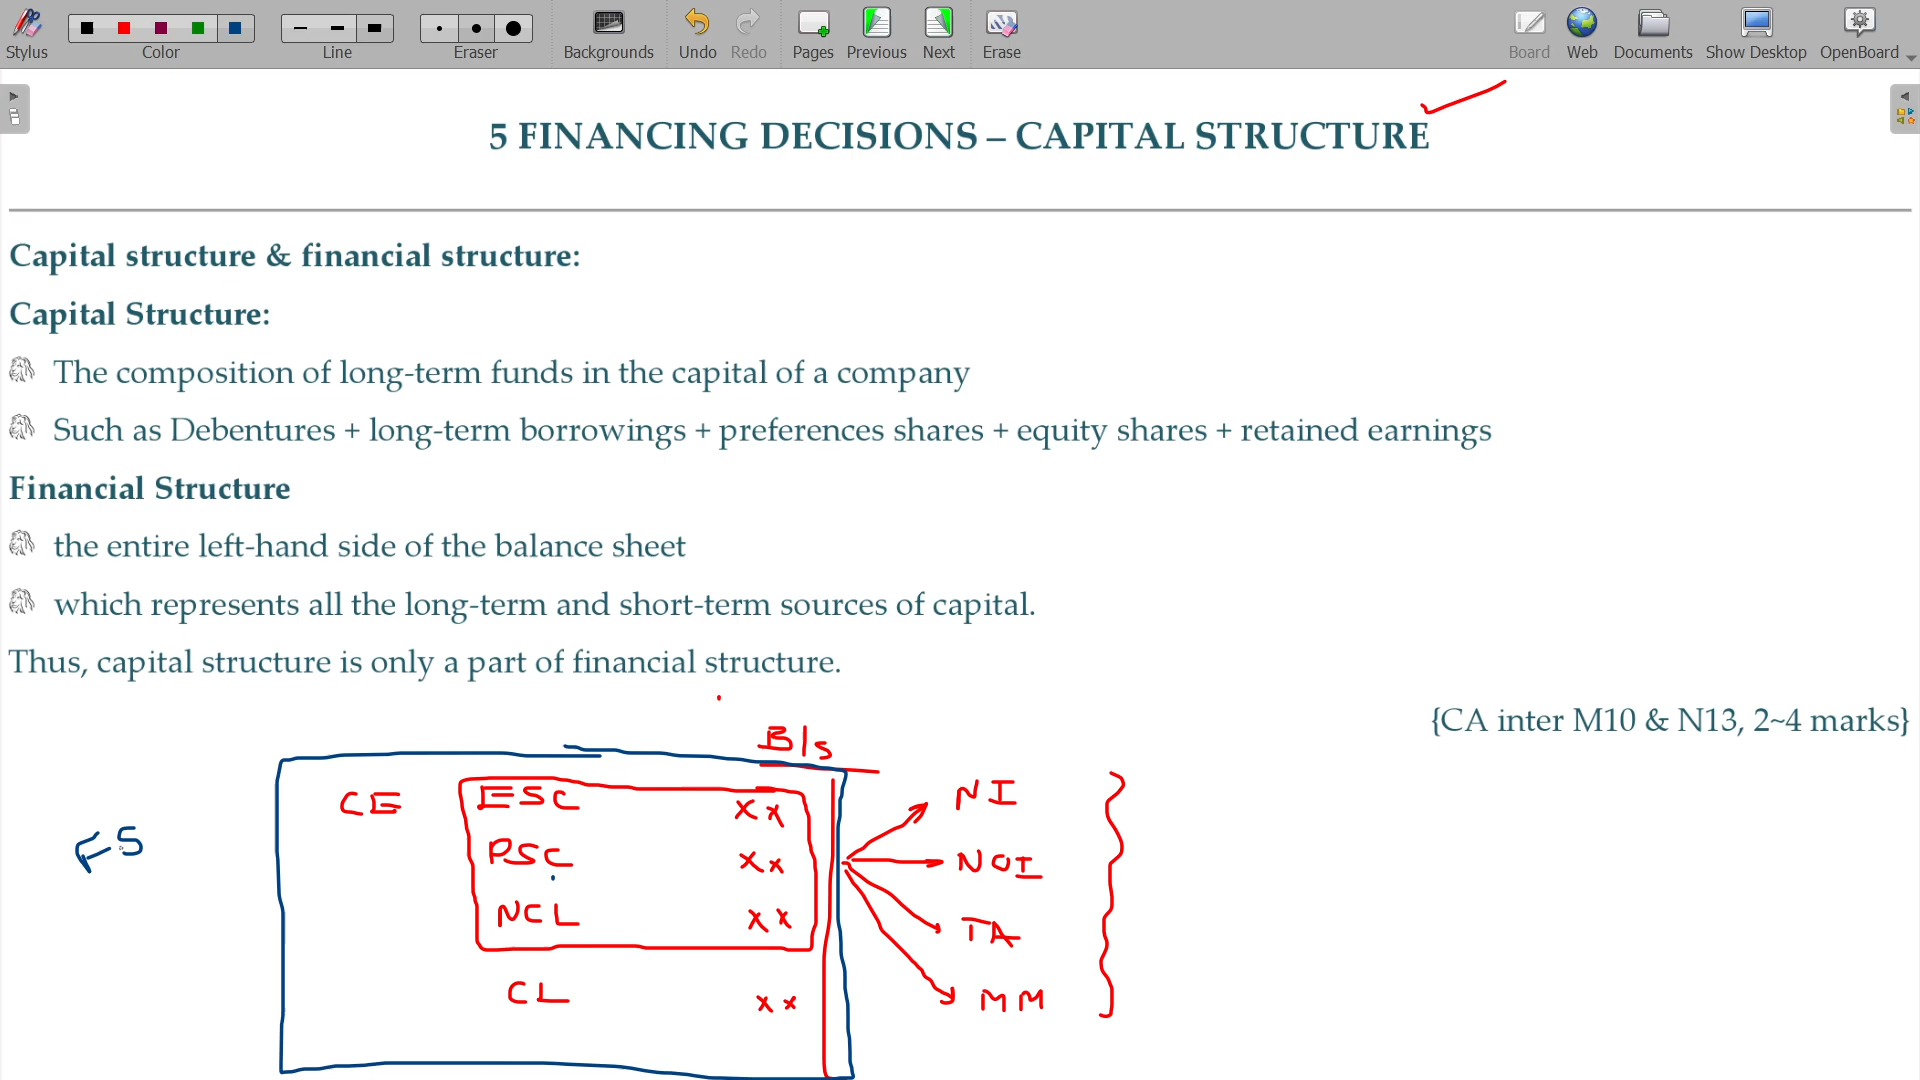 Stylus Color Line Eraser Backgrounds Undo Redo Pages Previous Next Erase Board Web Documents Show Desktop OpenBoard
5 FINANCING DECISIONS – CAPITAL STRUCTURE
Capital structure & financial structure:
Capital Structure:
The composition of long-term funds in the capital of a company
Such as Debentures + long-term borrowings + preferences shares + equity shares + retained earnings
Financial Structure
the entire left-hand side of the balance sheet
which represents all the long-term and short-term sources of capital.
Thus, capital structure is only a part of financial structure.
{CA inter M10 & N13, 2~4 marks}
B/s
CE ESC xx NI
FS PSC xx NOI
NCL xx TA
CL xx MM